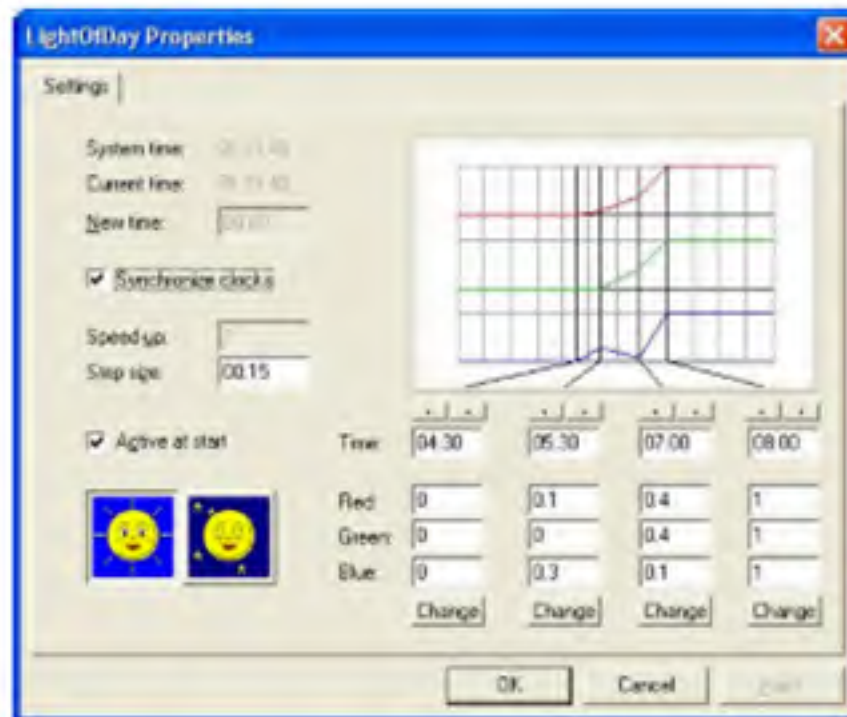 LightOfDay Properties
Settings
System time:
Current time:
New time: 00.00
Synchronize clocks
Speed up:
Step size: 00.15
Active at start
Time: 04.30 05.30 07.00 08.00
Red: 0 0.1 0.4 1
Green: 0 0 0.4 1
Blue: 0 0.3 0.1 1
Change Change Change Change
OK Cancel